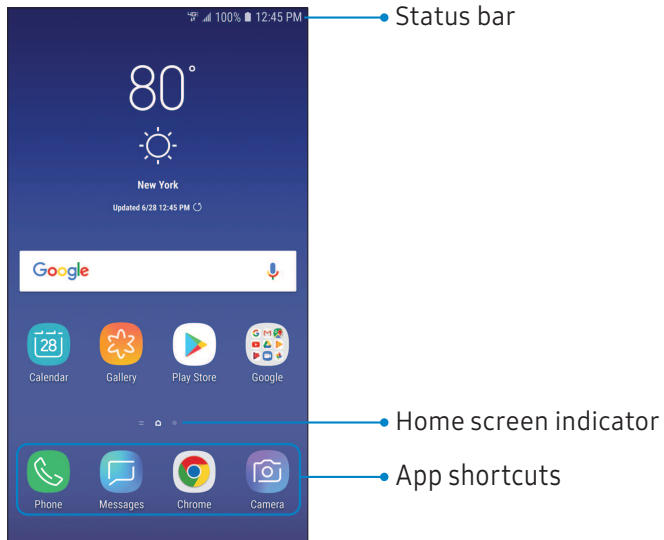 100% 12:45 PM
Status bar
80°
New York
Updated 6/28 12:45 PM
Google
28
Calendar
Gallery
Play Store
Google
Home screen indicator
App shortcuts
Phone
Messages
Chrome
Camera